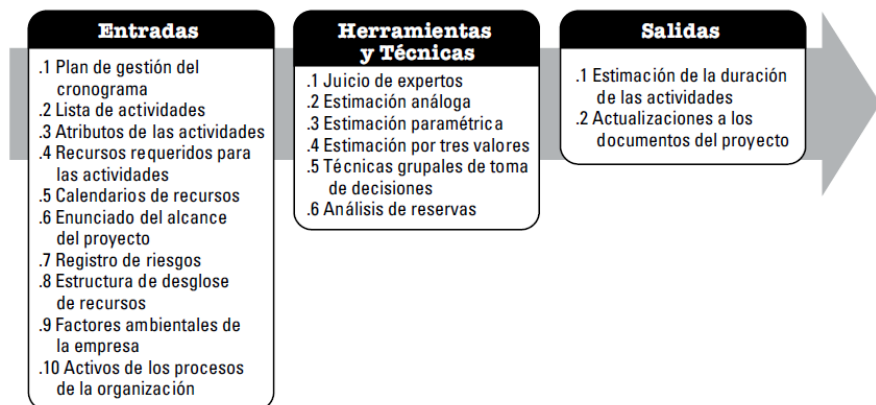 Entradas
.1 Plan de gestión del
cronograma
.2 Lista de actividades
.3 Atributos de las actividades
.4 Recursos requeridos para
las actividades
.5 Calendarios de recursos
.6 Enunciado del alcance
del proyecto
.7 Registro de riesgos
.8 Estructura de desglose
de recursos
.9 Factores ambientales de
la empresa
.10 Activos de los procesos
de la organización
Herramientas
y Técnicas
.1 Juicio de expertos
.2 Estimación análoga
.3 Estimación paramétrica
.4 Estimación por tres valores
.5 Técnicas grupales de toma
de decisiones
.6 Análisis de reservas
Salidas
.1 Estimación de la duración
de las actividades
.2 Actualizaciones a los
documentos del proyecto